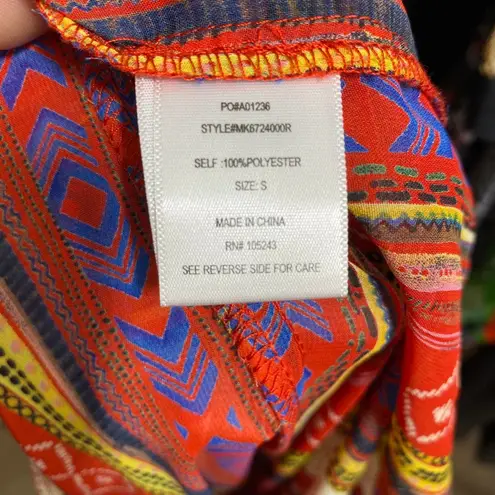 PO#A01236
STYLE#MK6724000R
SELF :100%POLYESTER
SIZE: S
MADE IN CHINA
RN# 105243
SEE REVERSE SIDE FOR CARE